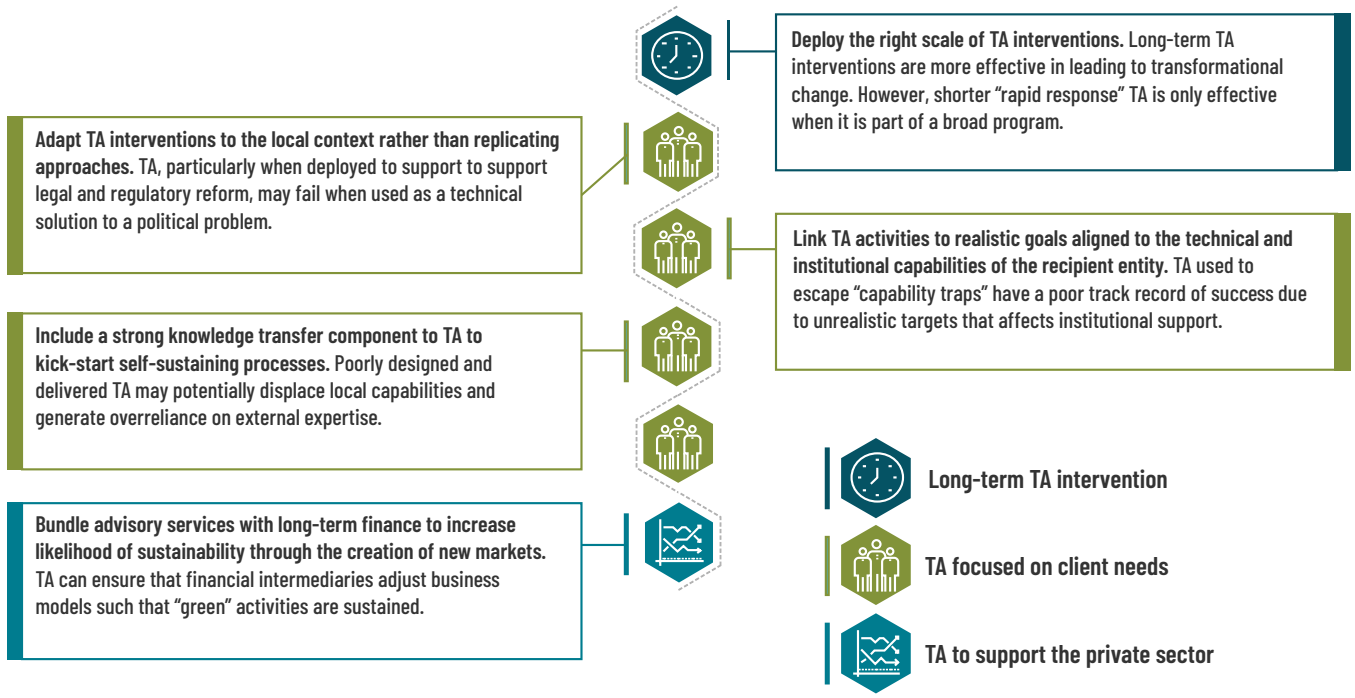 Deploy the right scale of TA interventions. Long-term TA
interventions are more effective in leading to transformational
change. However, shorter “rapid response” TA is only effective
when it is part of a broad program.
Adapt TA interventions to the local context rather than replicating
approaches. TA, particularly when deployed to support to support
legal and regulatory reform, may fail when used as a technical
solution to a political problem.
Link TA activities to realistic goals aligned to the technical and
institutional capabilities of the recipient entity. TA used to
escape “capability traps” have a poor track record of success due
to unrealistic targets that affects institutional support.
Include a strong knowledge transfer component to TA to
kick-start self-sustaining processes. Poorly designed and
delivered TA may potentially displace local capabilities and
generate overreliance on external expertise.
Bundle advisory services with long-term finance to increase
likelihood of sustainability through the creation of new markets.
TA can ensure that financial intermediaries adjust business
models such that “green” activities are sustained.
Long-term TA intervention
TA focused on client needs
TA to support the private sector